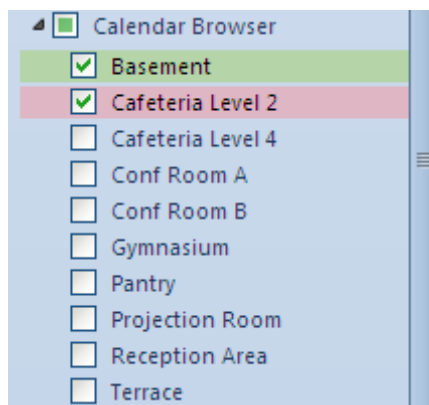 Calendar Browser
Basement
Cafeteria Level 2
Cafeteria Level 4
Conf Room A
Conf Room B
Gymnasium
Pantry
Projection Room
Reception Area
Terrace